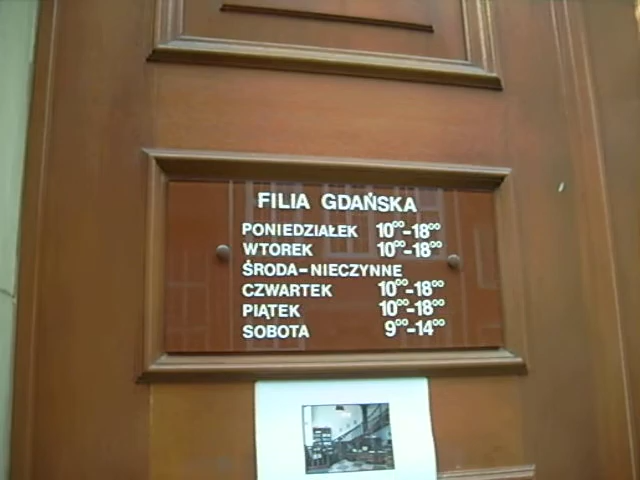 FILIA GDAŃSKA
PONIEDZIAŁEK 10⁰⁰-18⁰⁰
WTOREK 10⁰⁰-18⁰⁰
ŚRODA-NIECZYNNE
CZWARTEK 10⁰⁰-18⁰⁰
PIĄTEK 10⁰⁰-18⁰⁰
SOBOTA 9⁰⁰-14⁰⁰